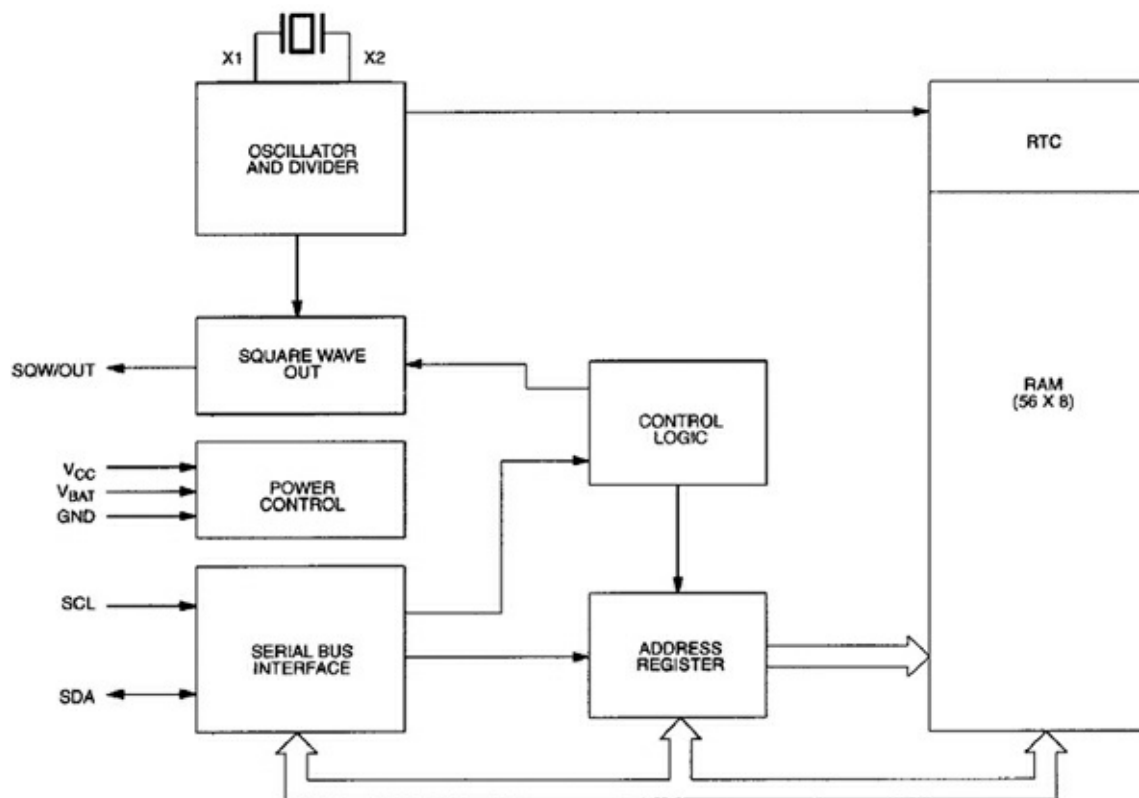 X1
X2
OSCILLATOR
AND DIVIDER
RTC
SQW/OUT
SQUARE WAVE
OUT
CONTROL
LOGIC
RAM
(56 X 8)
VCC
VBAT
GND
POWER
CONTROL
SCL
SDA
SERIAL BUS
INTERFACE
ADDRESS
REGISTER